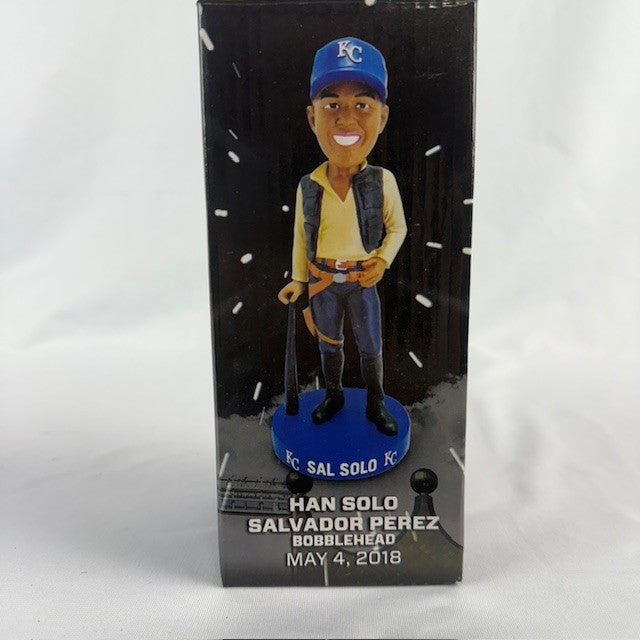 KC
KC SAL SOLO KC
HAN SOLO
SALVADOR PEREZ
BOBBLEHEAD
MAY 4, 2018